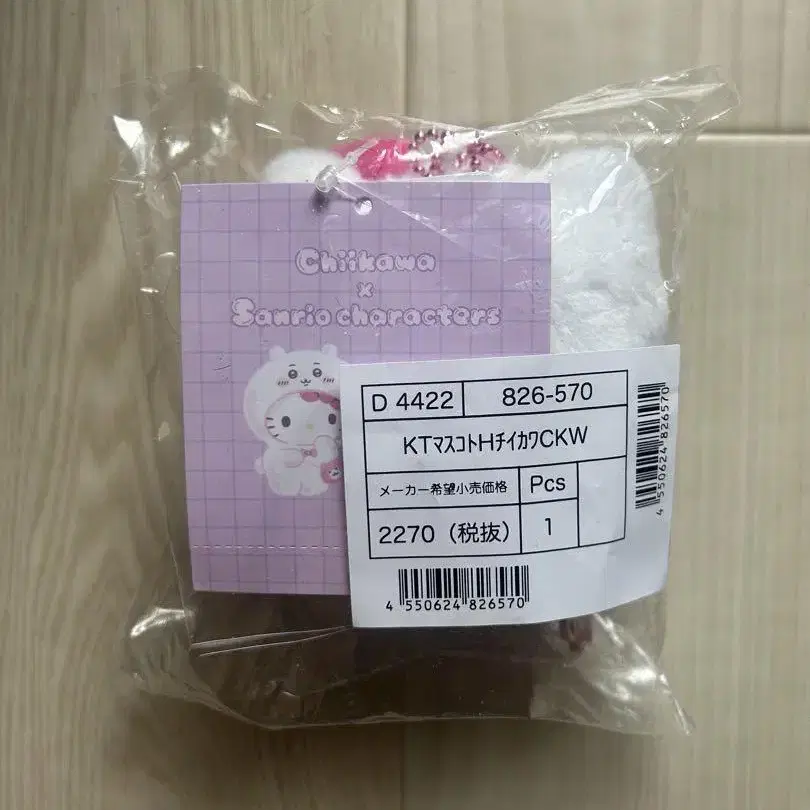 Chiikawa
x
Sanrio characters
D 4422 826-570
KTﾏｽｺﾄHﾁｲｶﾜCKW
メーカー希望小売価格 Pcs
2270（税抜） 1
4 550624 826570
4 550624 826570